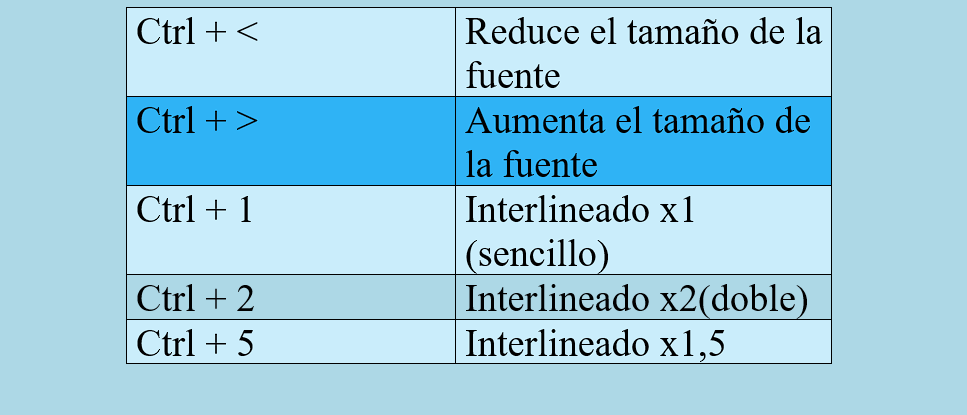 Ctrl + < Reduce el tamaño de la
fuente
Ctrl + > Aumenta el tamaño de
la fuente
Ctrl + 1 Interlineado x1
(sencillo)
Ctrl + 2 Interlineado x2(doble)
Ctrl + 5 Interlineado x1,5